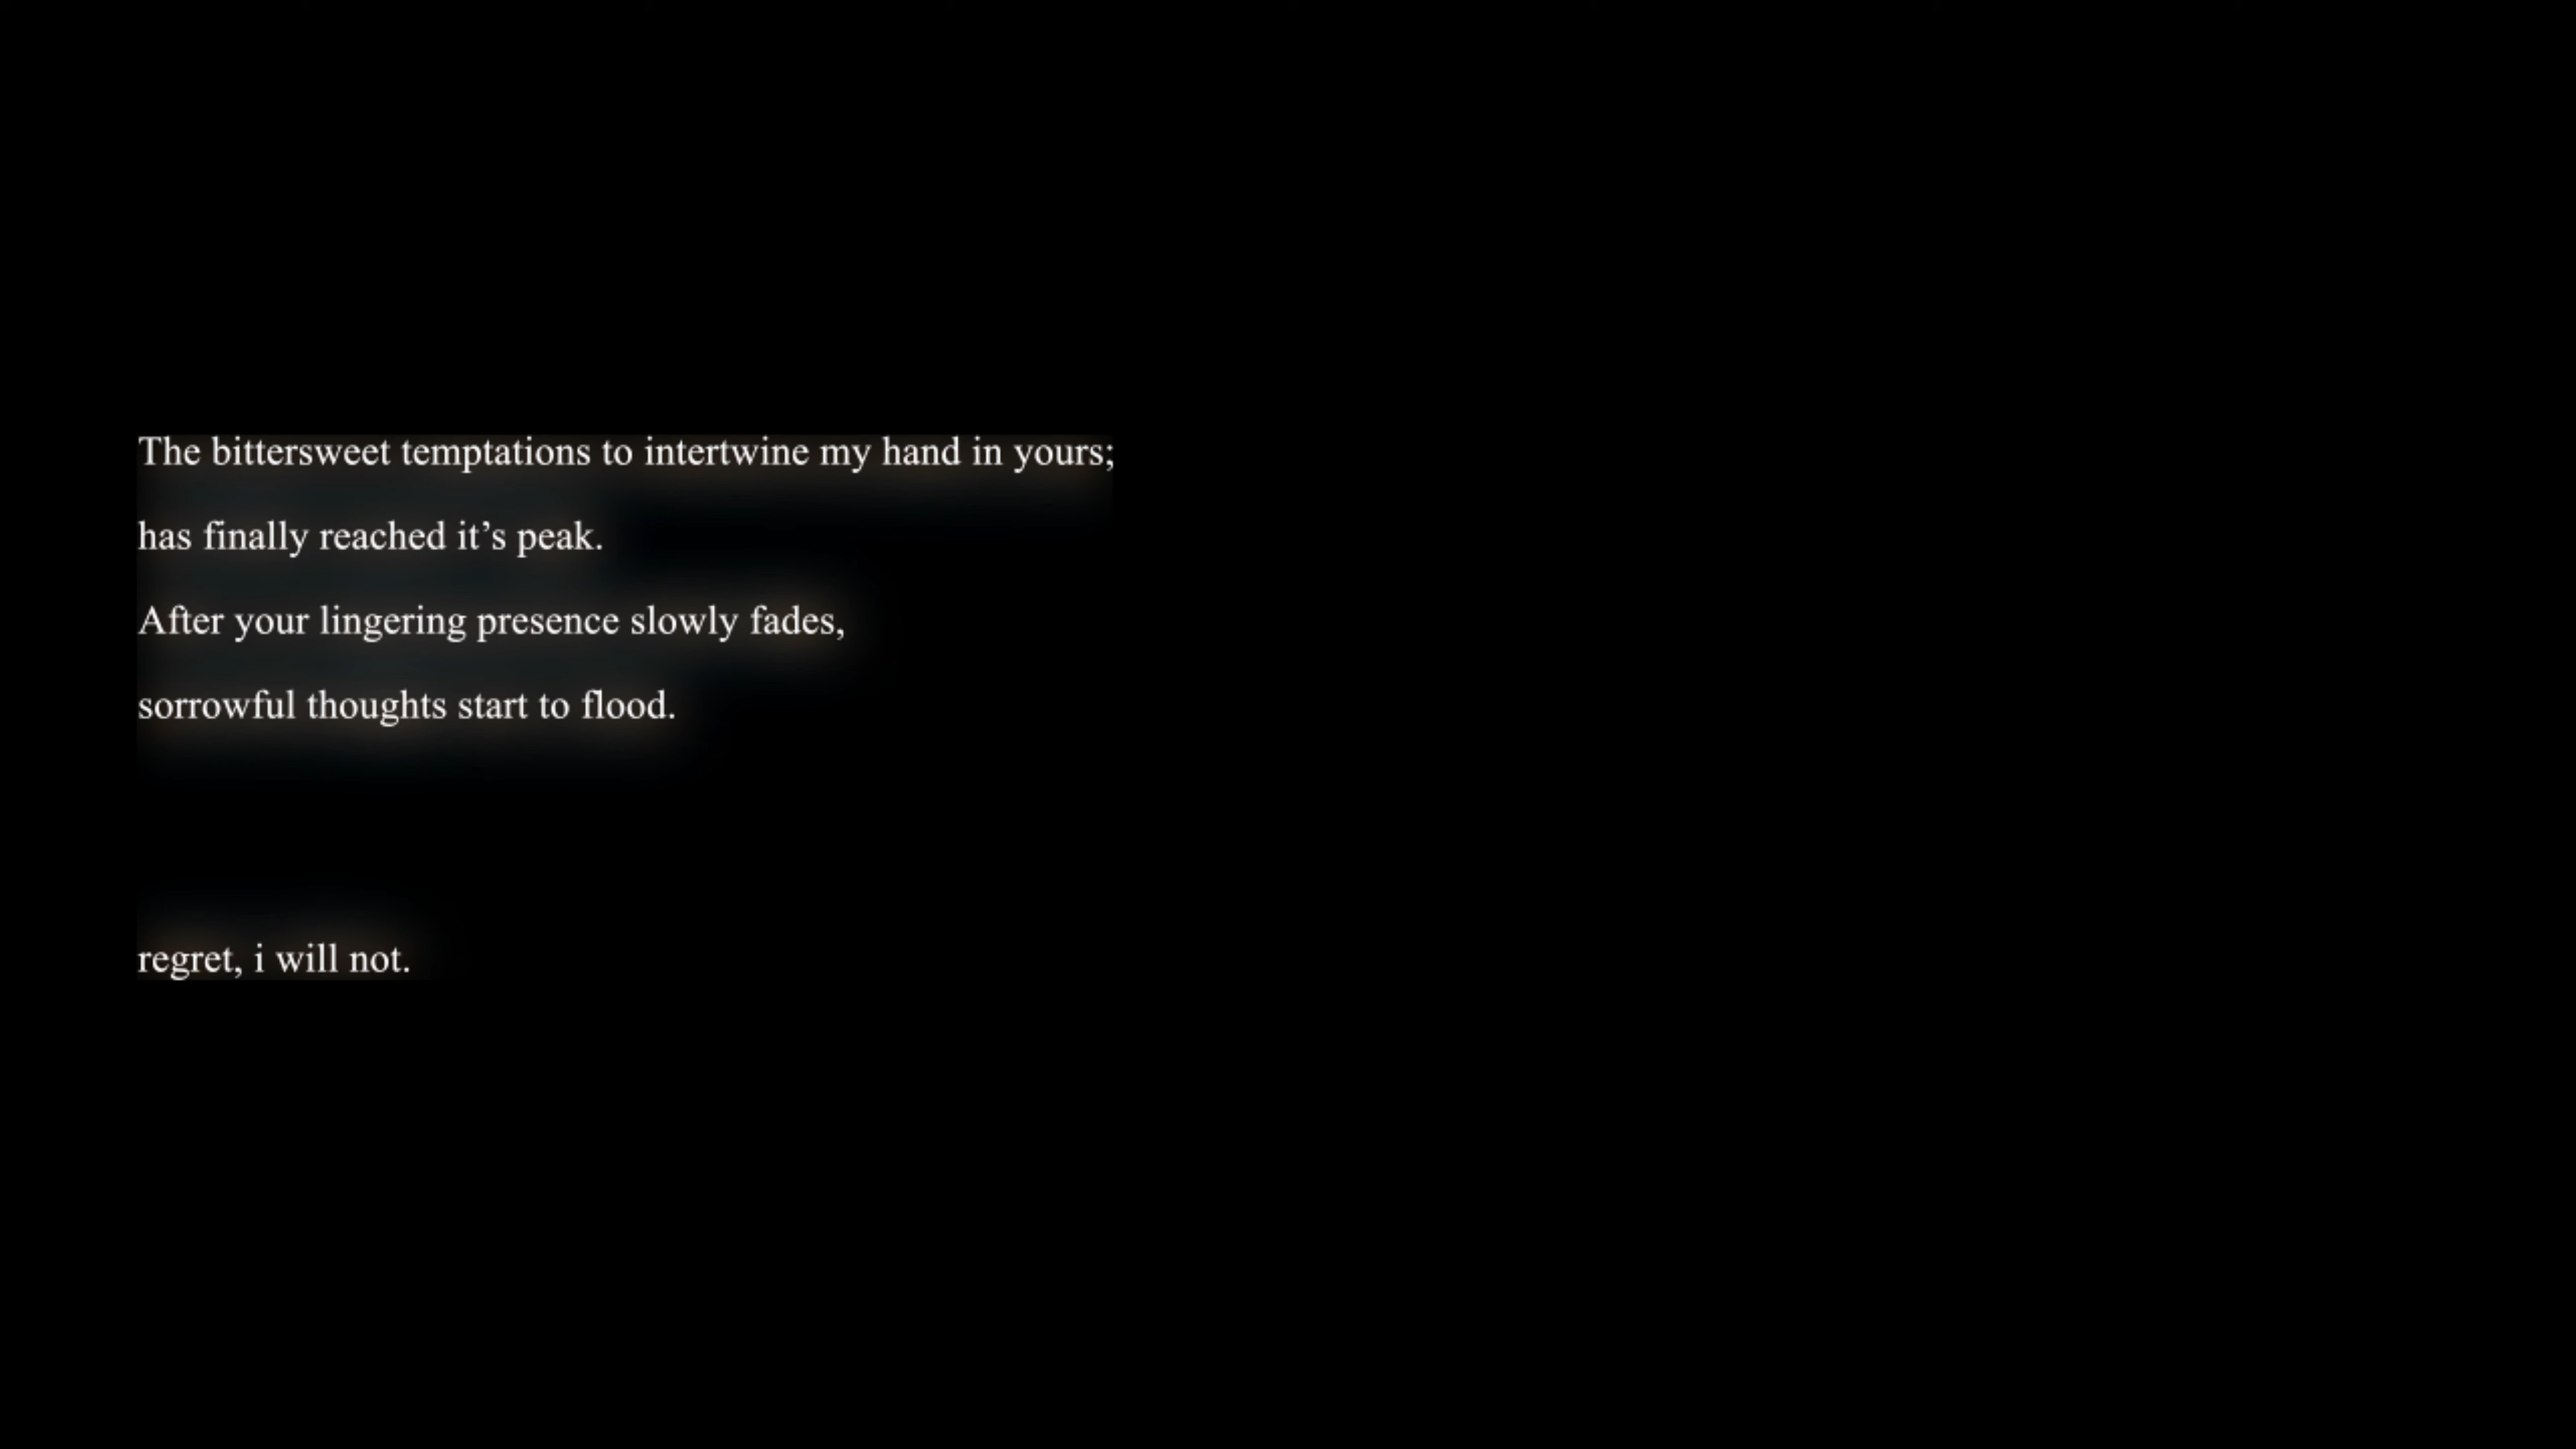 The bittersweet temptations to intertwine my hand in yours;
has finally reached it’s peak.
After your lingering presence slowly fades,
sorrowful thoughts start to flood.
regret, i will not.